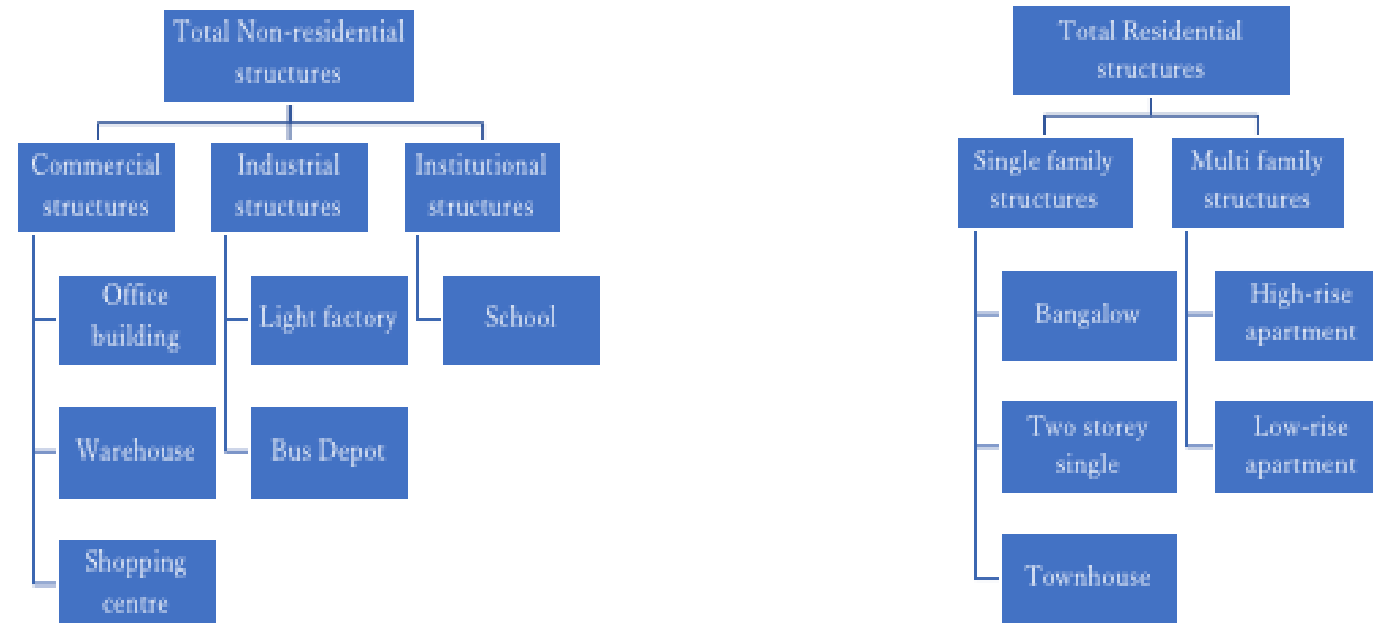 Total Non-residential
structures
Commercial
structures
Industrial
structures
Institutional
structures
Office
building
Light factory
School
Warehouse
Bus Depot
Shopping
centre
Total Residential
structures
Single family
structures
Multi family
structures
Bangalow
High-rise
apartment
Two storey
single
Low-rise
apartment
Townhouse